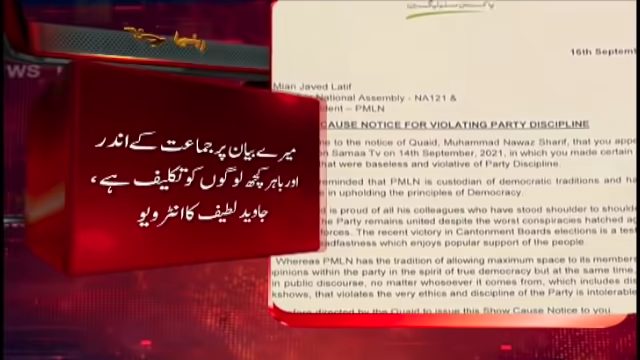 WS
میرے بیان پر جماعت کے اندر
اور باہر کچھ لوگوں کو تکلیف ہے،
جاوید لطیف کا انٹرویو
16th Septem
Mian Javed Latif
National Assembly - NA121 &
dent – PMLN
CAUSE NOTICE FOR VIOLATING PARTY DISCIPLINE
me to the notice of Quaid, Muhammad Nawaz Sharif, that you appe
on Samaa Tv on 14th September, 2021, in which you made certain
that were baseless and violative of Party Discipline.
reminded that PMLN is custodian of democratic traditions and ha
e in upholding the principles of Democracy.
d is proud of all his colleagues who have stood shoulder to shoulde
the Party remains united despite the worst conspiracies hatched ag
forces. The recent victory in Cantonment Boards elections is a test
eadfastness which enjoys popular support of the people.
Whereas PMLN has the tradition of allowing maximum space to its members
opinions within the party in the spirit of true democracy but at the same time,
in public discourse, no matter whosoever it comes from, which includes dis
kshows, that violates the very ethics and discipline of the Party is intolerable
efore directed by the Quaid to issue this Show Cause Notice to you